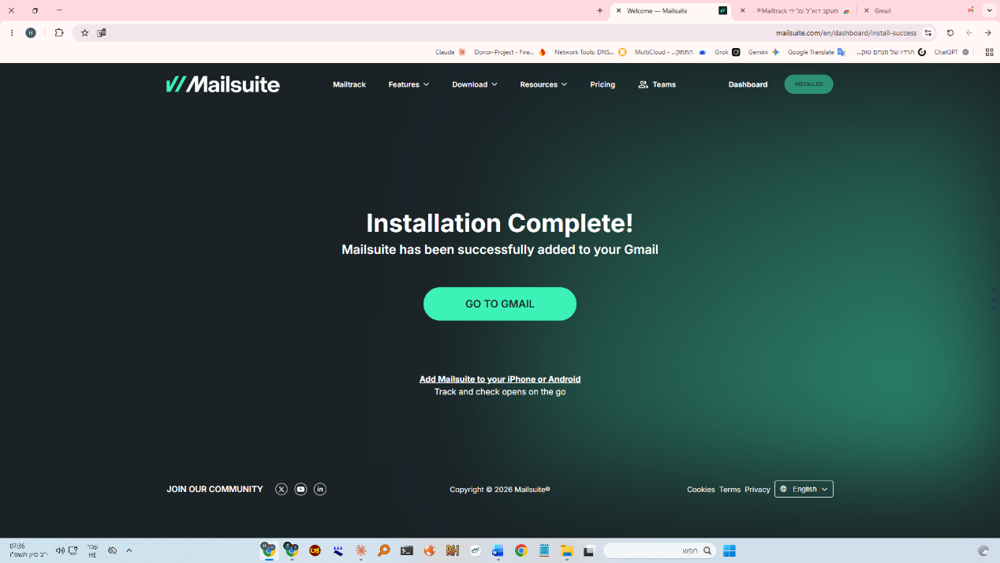 Welcome — Mailsuite
מעקב דוא"ל על ידי Mailtrack®
Gmail
H
mailsuite.com/en/dashboard/install-success
Claude
Donor-Project - Fire...
Network Tools: DNS...
MultiCloud - התמק...
Grok
Gemini
Google Translate
הרדיו של מנחם טוק...
ChatGPT
Mailsuite
Mailtrack
Features
Download
Resources
Pricing
Teams
Dashboard
INSTALLED
Installation Complete!
Mailsuite has been successfully added to your Gmail
GO TO GMAIL
Add Mailsuite to your iPhone or Android
Track and check opens on the go
JOIN OUR COMMUNITY
Copyright © 2026 Mailsuite®
Cookies Terms Privacy
English
07:36
י"ב סיון תשפ"ו
עבר
HE
RH
חפש